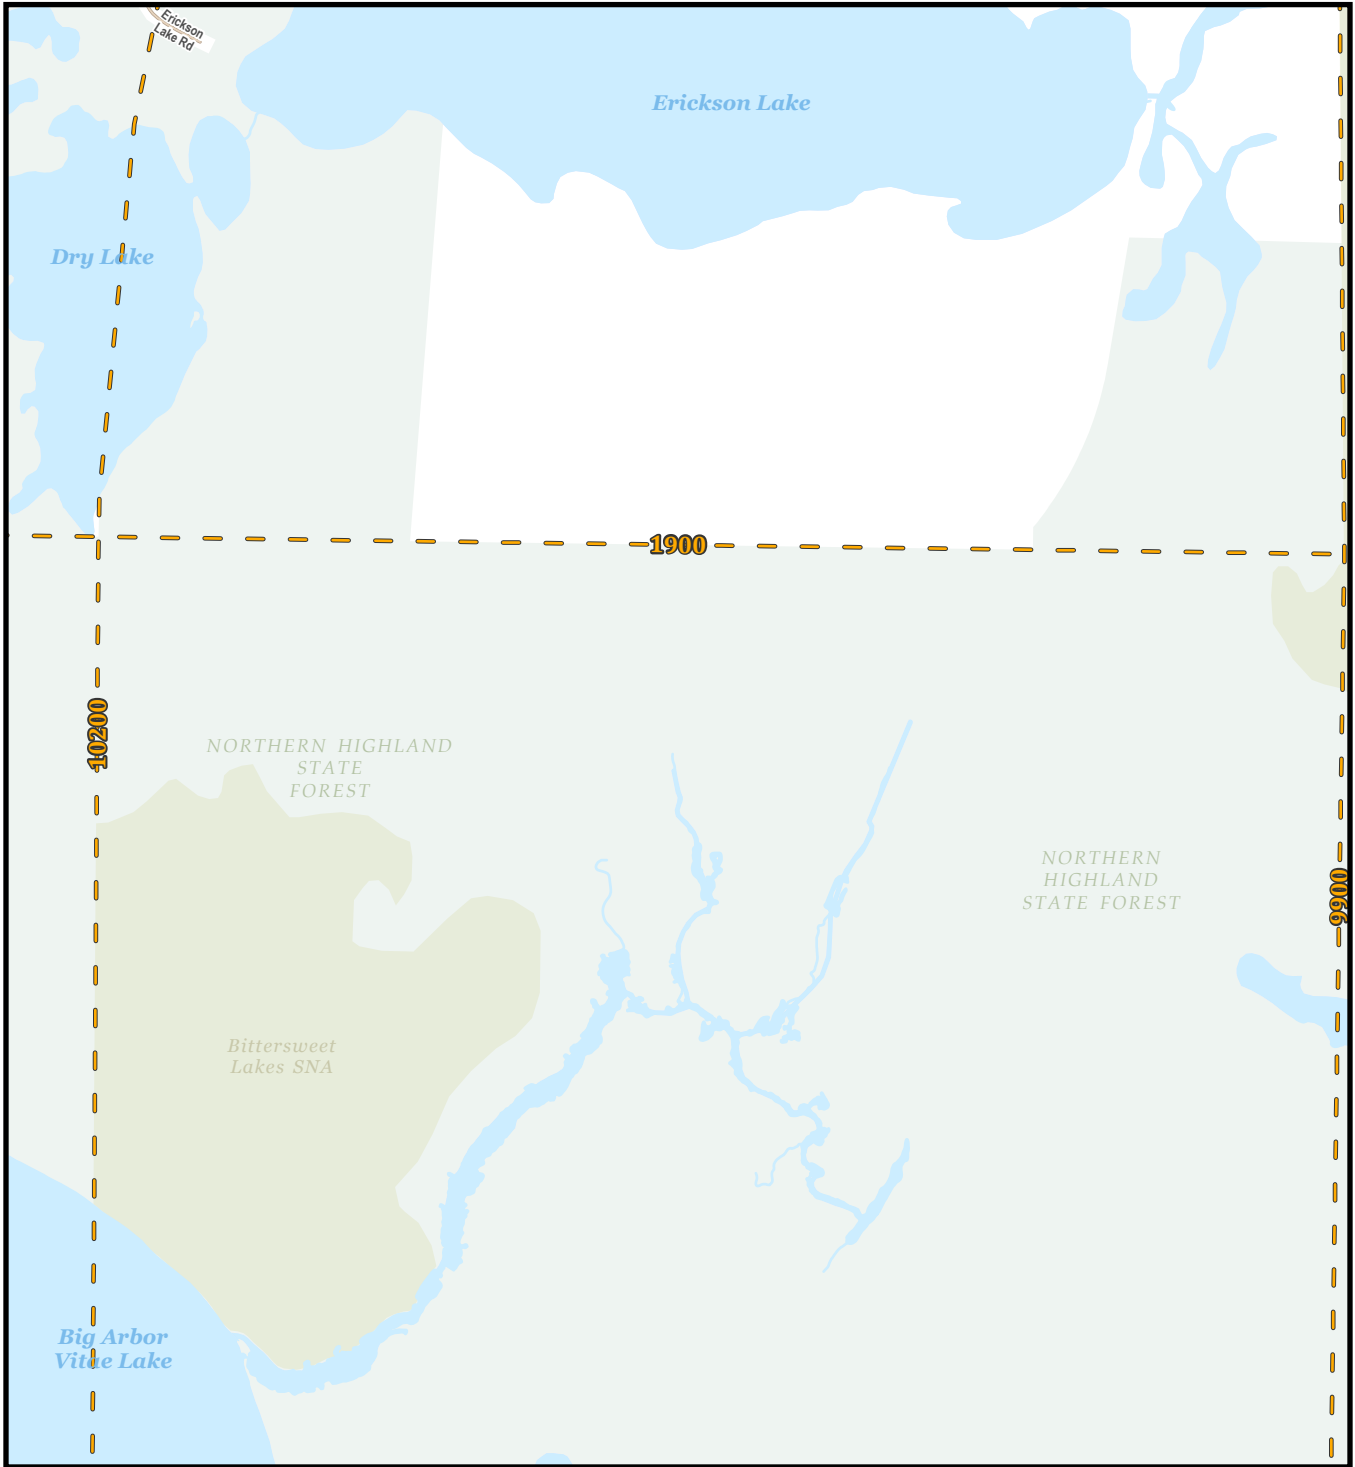 Erickson
Lake Rd
Erickson Lake
Dry Lake
1900
10200
NORTHERN HIGHLAND
STATE
FOREST
NORTHERN
HIGHLAND
STATE FOREST
9900
Bittersweet
Lakes SNA
Big Arbor
Vitae Lake